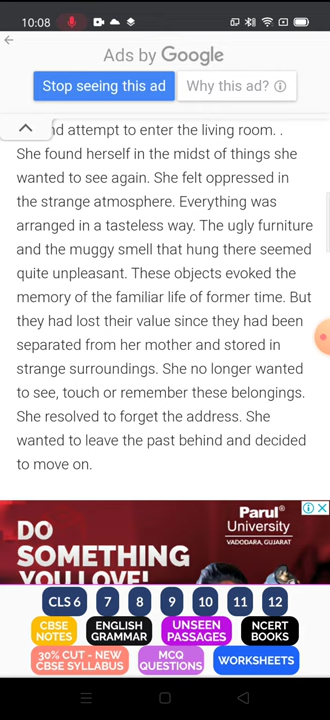 10:08
Ads by Google
Stop seeing this ad
Why this ad?
nd attempt to enter the living room. .
She found herself in the midst of things she
wanted to see again. She felt oppressed in
the strange atmosphere. Everything was
arranged in a tasteless way. The ugly furniture
and the muggy smell that hung there seemed
quite unpleasant. These objects evoked the
memory of the familiar life of former time. But
they had lost their value since they had been
separated from her mother and stored in
strange surroundings. She no longer wanted
to see, touch or remember these belongings.
She resolved to forget the address. She
wanted to leave the past behind and decided
to move on.
DO
SOMETHING
YOU LOVE!
Parul®
University
VADODARA, GUJARAT
CLS 6 7 8 9 10 11 12
CBSE NOTES
ENGLISH GRAMMAR
UNSEEN PASSAGES
NCERT BOOKS
30% CUT - NEW CBSE SYLLABUS
MCQ QUESTIONS
WORKSHEETS